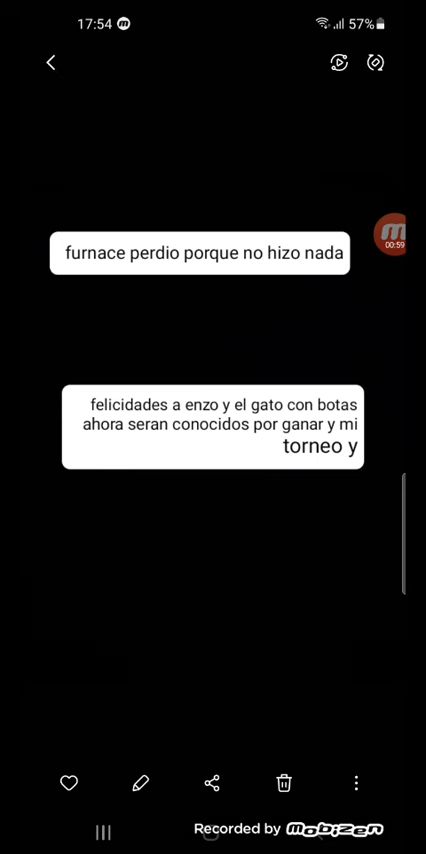 17:54 m 57%
m
00:59
furnace perdio porque no hizo nada
felicidades a enzo y el gato con botas
ahora seran conocidos por ganar y mi
torneo y
Recorded by mobizen